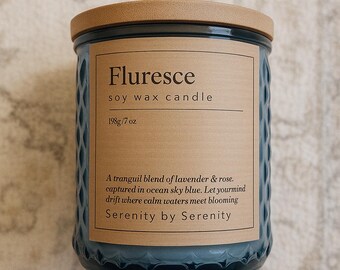 Fluresce
soy wax candle
198g/7 oz
A tranquil blend of lavender & rose.
captured in ocean sky blue. Let yourmind
drift where calm waters meet blooming
Serenity by Serenity